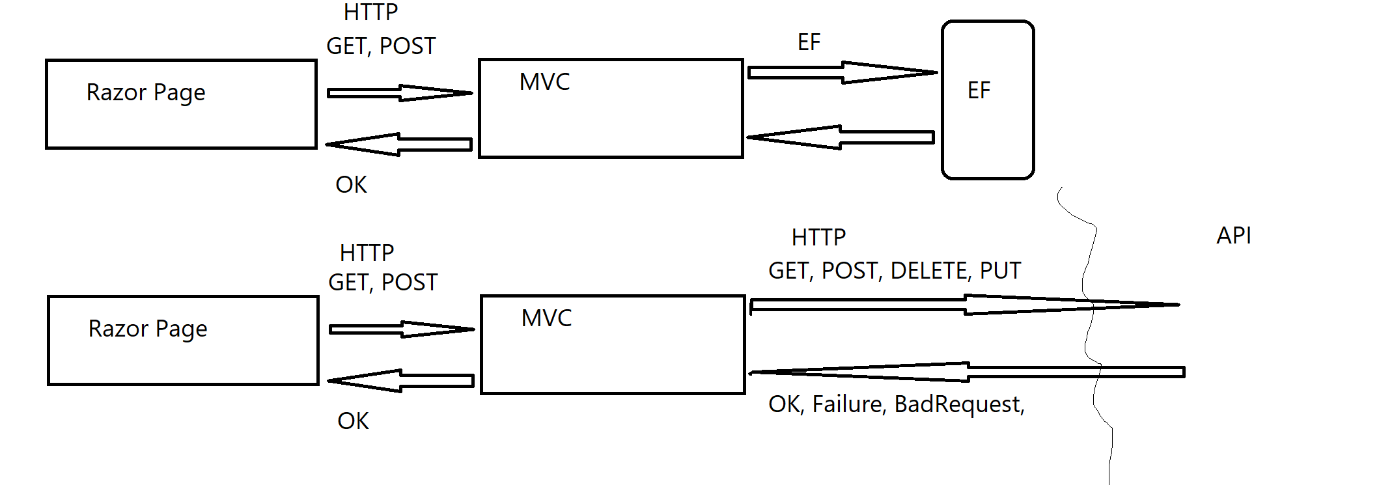 HTTP
GET, POST
EF
Razor Page
MVC
EF
OK
HTTP
GET, POST
HTTP
GET, POST, DELETE, PUT
API
Razor Page
MVC
OK
OK, Failure, BadRequest,